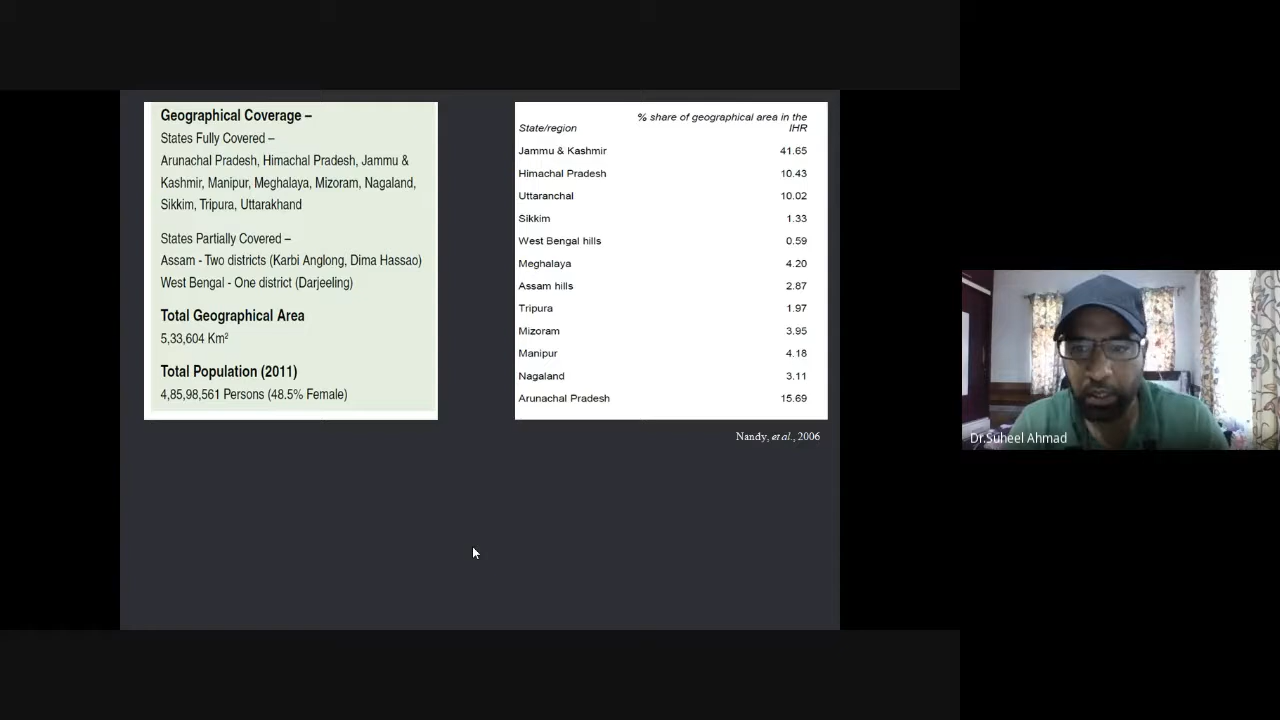 Geographical Coverage –
States Fully Covered –
Arunachal Pradesh, Himachal Pradesh, Jammu &
Kashmir, Manipur, Meghalaya, Mizoram, Nagaland,
Sikkim, Tripura, Uttarakhand
States Partially Covered –
Assam - Two districts (Karbi Anglong, Dima Hassao)
West Bengal - One district (Darjeeling)
Total Geographical Area
5,33,604 Km²
Total Population (2011)
4,85,98,561 Persons (48.5% Female)
% share of geographical area in the
State/region IHR
Jammu & Kashmir 41.65
Himachal Pradesh 10.43
Uttaranchal 10.02
Sikkim 1.33
West Bengal hills 0.59
Meghalaya 4.20
Assam hills 2.87
Tripura 1.97
Mizoram 3.95
Manipur 4.18
Nagaland 3.11
Arunachal Pradesh 15.69
Nandy, et al., 2006
Dr.Suheel Ahmad